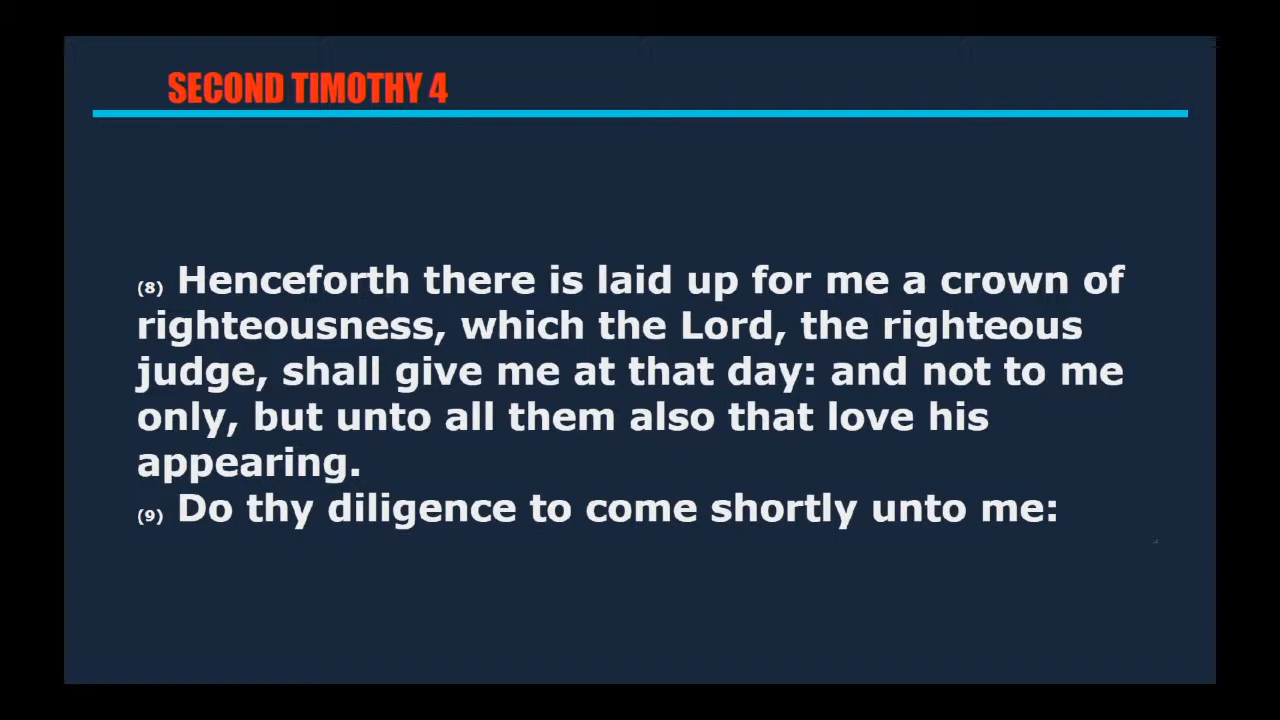 SECOND TIMOTHY 4
(8) Henceforth there is laid up for me a crown of
righteousness, which the Lord, the righteous
judge, shall give me at that day: and not to me
only, but unto all them also that love his
appearing.
(9) Do thy diligence to come shortly unto me: